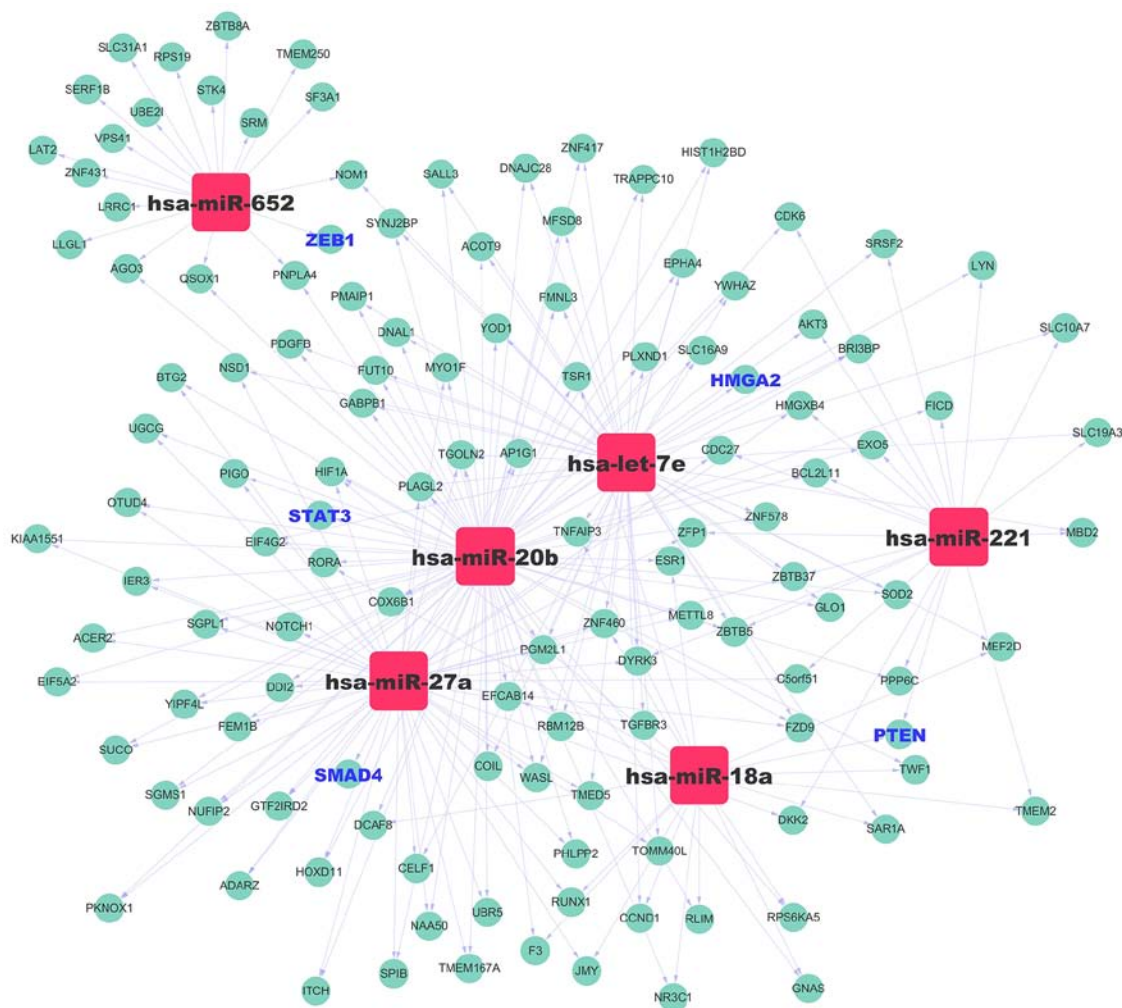 ZBTB8A
SLC31A1
RPS19
TMEM250
SERF1B
STK4
SF3A1
UBE2I
SRM
VPS41
LAT2
ZNF431
NOM1
LRRC1
hsa-miR-652
LLGL1
ZEB1
AGO3
QSOX1
PNPLA4
ZNF417
HIST1H2BD
DNAJC28
SALL3
TRAPPC10
MFSD8
CDK6
SYNJ2BP
ACOT9
SRSF2
EPHA4
LYN
YWHAZ
PMAIP1
FMNL3
AKT3
SLC10A7
DNAL1
YOD1
PDGFB
SLC16A9
BRI3BP
PLXND1
NSD1
FUT10
MYO1F
TSR1
HMGA2
BTG2
GABPB1
HMGXB4
FICD
UGCG
SLC19A3
EXO5
CDC27
AP1G1
TGOLN2
hsa-let-7e
PIGO
HIF1A
BCL2L11
PLAGL2
OTUD4
STAT3
ZNF578
TNFAIP3
ZFP1
MBD2
KIAA1551
EIF4G2
hsa-miR-221
hsa-miR-20b
RORA
ESR1
IER3
ZBTB37
SOD2
COX6B1
GLO1
METTL8
SGPL1
NOTCH1
ZNF460
ZBTB5
ACER2
MEF2D
PGM2L1
DYRK3
EIF5A2
hsa-miR-27a
C5orf51
PPP6C
DDI2
EFCAB14
YIPF4L
FEM1B
RBM12B
TGFBR3
FZD9
PTEN
SUCO
SMAD4
COIL
WASL
hsa-miR-18a
TWF1
SGMS1
TMED5
NUFIP2
GTF2IRD2
DCAF8
DKK2
TMEM2
SAR1A
PHLPP2
TOMM40L
CELF1
HOXD11
ADARZ
RUNX1
PKNOX1
UBR5
CCND1
RLIM
RPS6KA5
NAA50
F3
SPIB
TMEM167A
JMY
ITCH
NR3C1
GNAS